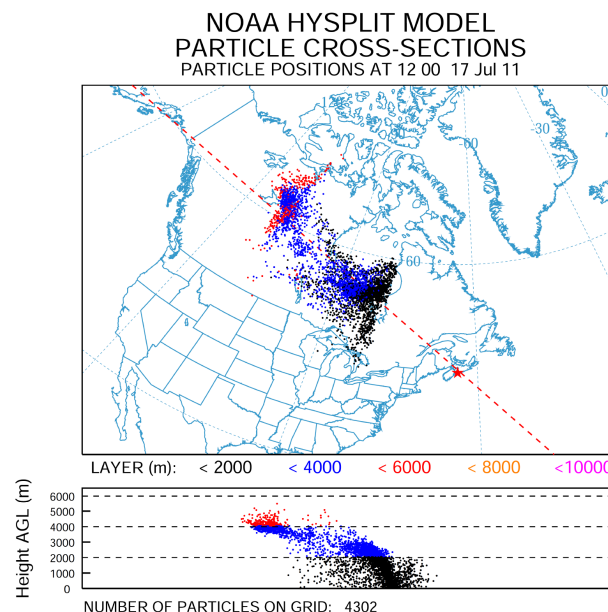 NOAA HYSPLIT MODEL
PARTICLE CROSS-SECTIONS
PARTICLE POSITIONS AT 12 00 17 Jul 11
-30
-60
60
LAYER (m): < 2000 < 4000 < 6000 < 8000 <10000
Height AGL (m)
6000
5000
4000
3000
2000
1000
0
NUMBER OF PARTICLES ON GRID: 4302